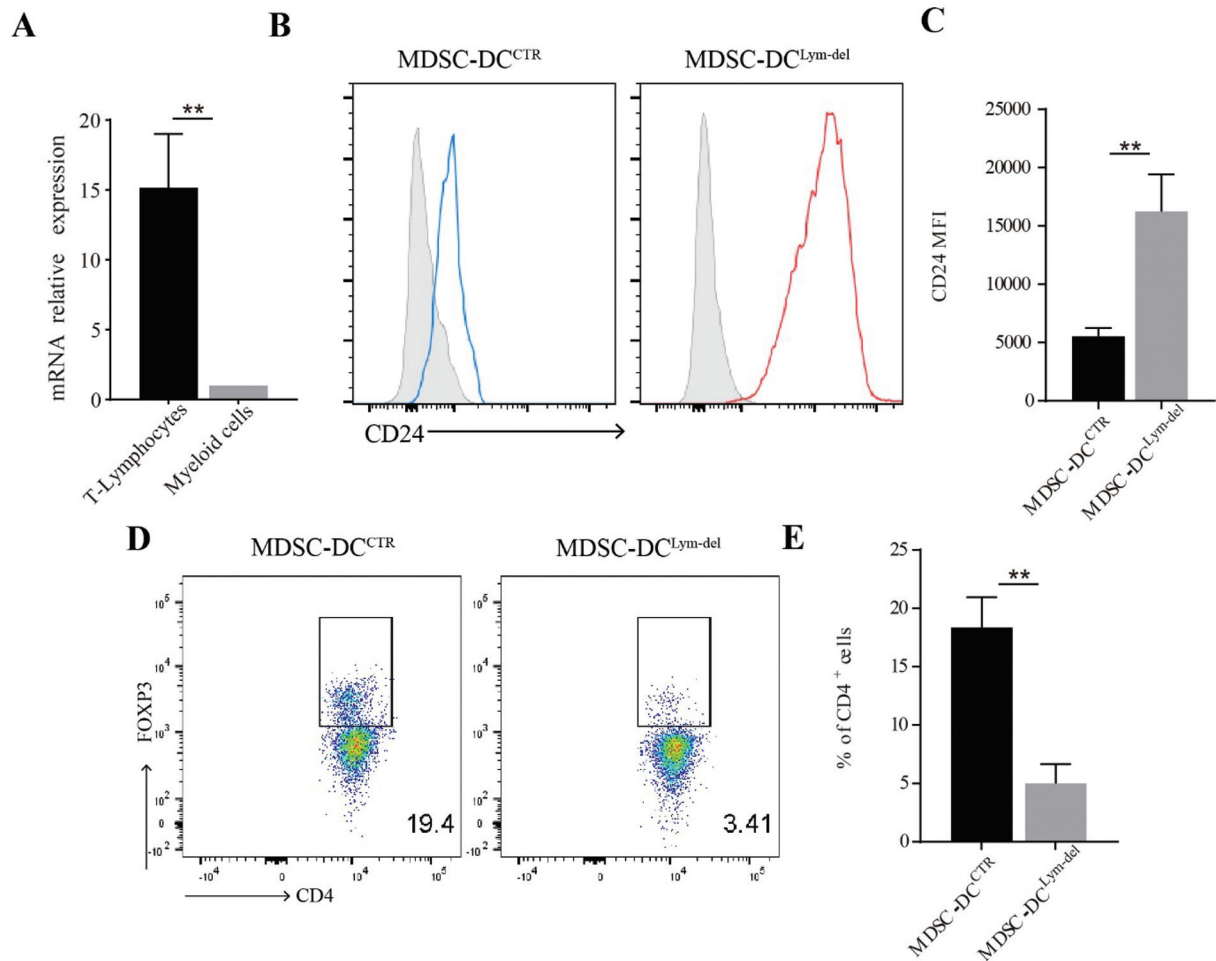 A
mRNA relative expression
20
15
10
5
0
**
T-Lymphocytes
Myeloid cells
B
MDSC-DC^CTR
MDSC-DC^Lym-del
CD24
C
CD24 MFI
25000
20000
15000
10000
5000
0
**
MDSC-DC^CTR
MDSC-DC^Lym-del
D
MDSC-DC^CTR
MDSC-DC^Lym-del
FOXP3
10^5
10^4
10^3
10^2
0
-10^2
19.4
-10^4
0
10^4
10^5
CD4
10^5
10^4
10^3
10^2
0
-10^2
3.41
-10^4
0
10^4
10^5
E
% of CD4 + cells
25
20
15
10
5
0
**
MDSC-DC^CTR
MDSC-DC^Lym-del